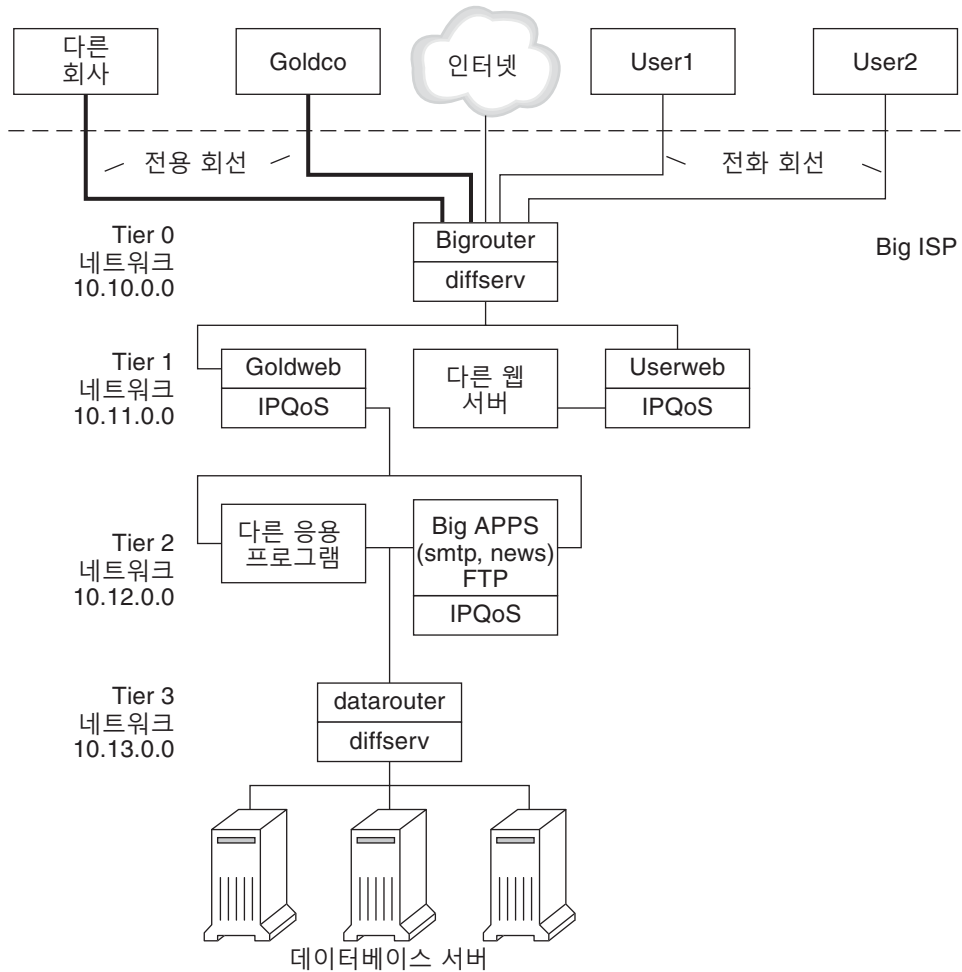 다른
회사
Goldco
인터넷
User1
User2
전용 회선
전화 회선
Tier 0
네트워크
10.10.0.0
Bigrouter
diffserv
Big ISP
Tier 1
네트워크
10.11.0.0
Goldweb
IPQoS
다른 웹
서버
Userweb
IPQoS
Tier 2
네트워크
10.12.0.0
다른 응용
프로그램
Big APPS
(smtp, news)
FTP
IPQoS
Tier 3
네트워크
10.13.0.0
datarouter
diffserv
데이터베이스 서버